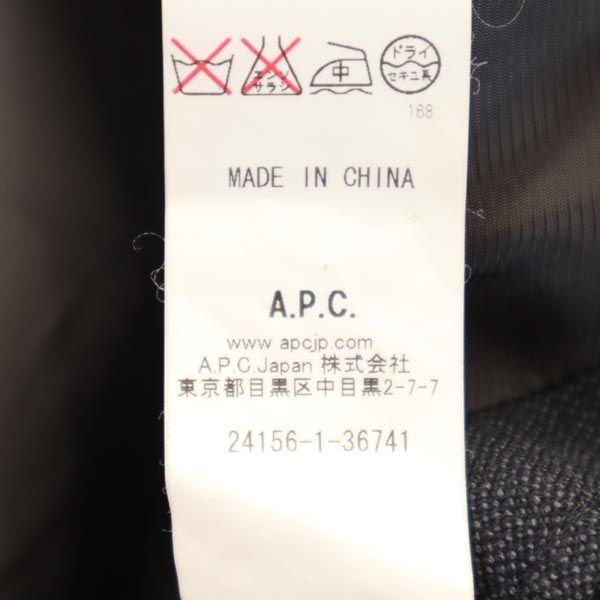 エンソ
サラシ
中
ドライ
セキユ系
168
MADE IN CHINA
A.P.C.
www.apcjp.com
A.P.C.Japan 株式会社
東京都目黒区中目黒2-7-7
24156-1-36741